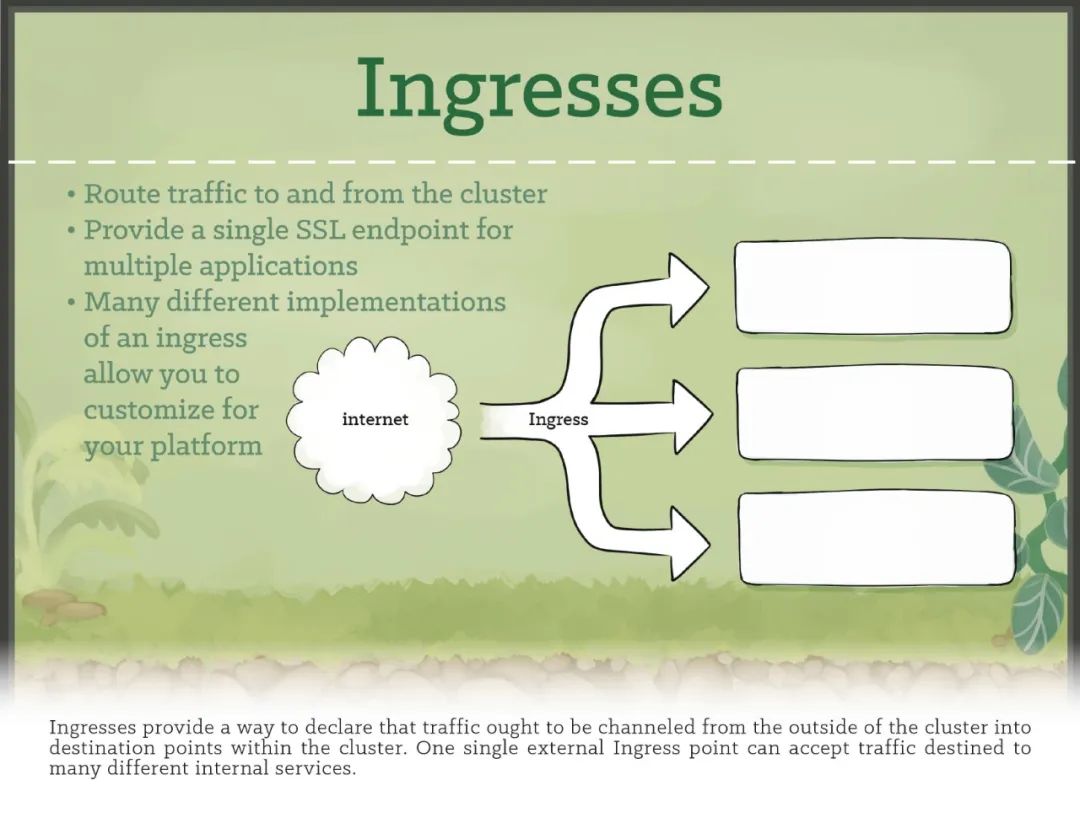 Ingresses
• Route traffic to and from the cluster
• Provide a single SSL endpoint for
multiple applications
• Many different implementations
of an ingress
allow you to
customize for
your platform
internet
Ingress
Ingresses provide a way to declare that traffic ought to be channeled from the outside of the cluster into
destination points within the cluster. One single external Ingress point can accept traffic destined to
many different internal services.